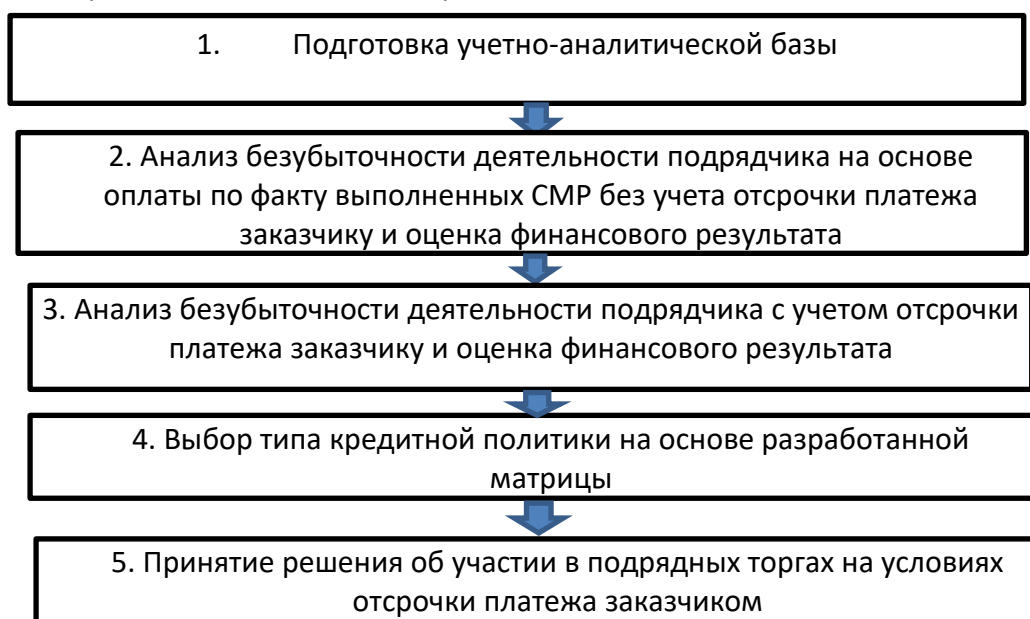 1. Подготовка учетно-аналитической базы
2. Анализ безубыточности деятельности подрядчика на основе
оплаты по факту выполненных СМР без учета отсрочки платежа
заказчику и оценка финансового результата
3. Анализ безубыточности деятельности подрядчика с учетом отсрочки
платежа заказчику и оценка финансового результата
4. Выбор типа кредитной политики на основе разработанной
матрицы
5. Принятие решения об участии в подрядных торгах на условиях
отсрочки платежа заказчиком